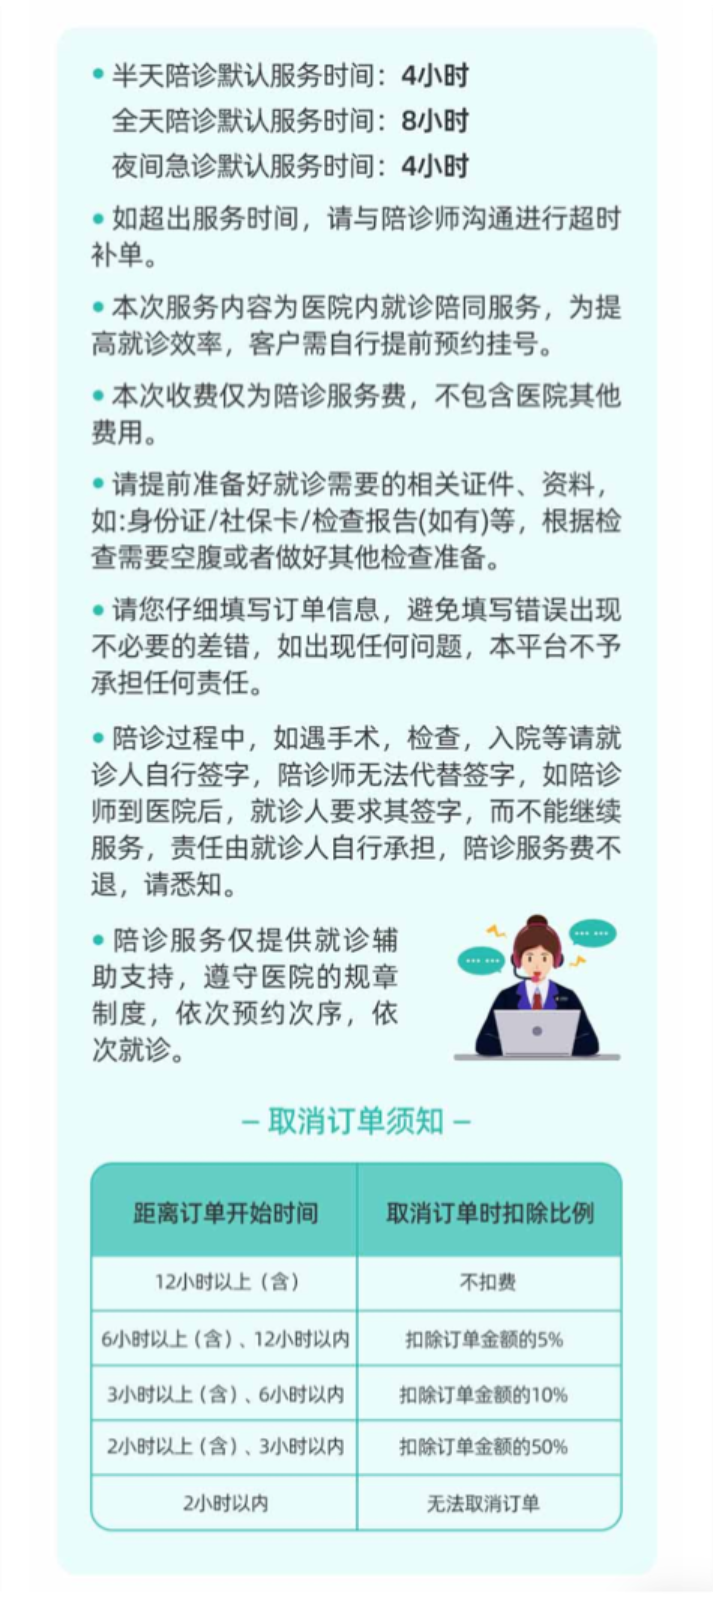 • 半天陪诊默认服务时间：4小时
全天陪诊默认服务时间：8小时
夜间急诊默认服务时间：4小时
• 如超出服务时间，请与陪诊师沟通进行超时
补单。
• 本次服务内容为医院内就诊陪同服务，为提
高就诊效率，客户需自行提前预约挂号。
• 本次收费仅为陪诊服务费，不包含医院其他
费用。
• 请提前准备好就诊需要的相关证件、资料，
如:身份证/社保卡/检查报告(如有)等，根据检
查需要空腹或者做好其他检查准备。
• 请您仔细填写订单信息，避免填写错误出现
不必要的差错，如出现任何问题，本平台不予
承担任何责任。
• 陪诊过程中，如遇手术，检查，入院等请就
诊人自行签字，陪诊师无法代替签字，如陪诊
师到医院后，就诊人要求其签字，而不能继续
服务，责任由就诊人自行承担，陪诊服务费不
退，请悉知。
• 陪诊服务仅提供就诊辅
助支持，遵守医院的规章
制度，依次预约次序，依
次就诊。
– 取消订单须知 –
距离订单开始时间 取消订单时扣除比例
12小时以上（含） 不扣费
6小时以上（含）、12小时以内 扣除订单金额的5%
3小时以上（含）、6小时以内 扣除订单金额的10%
2小时以上（含）、3小时以内 扣除订单金额的50%
2小时以内 无法取消订单